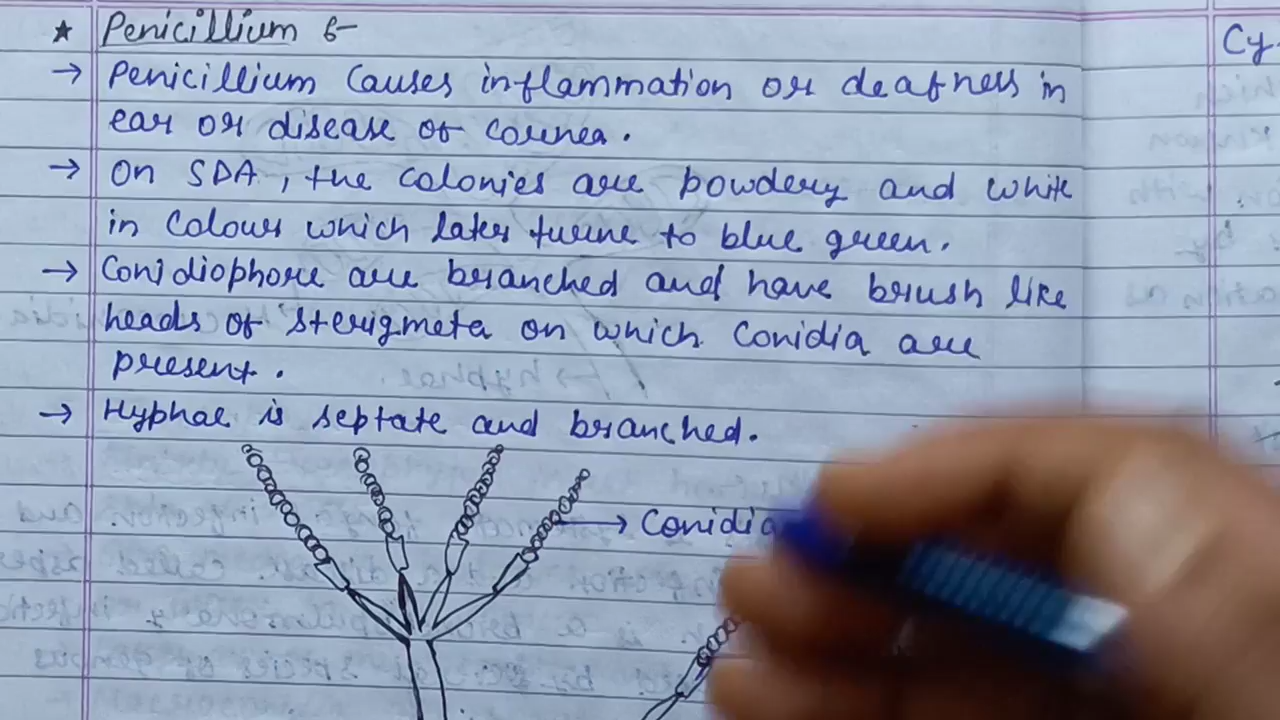 ★ Penicillium :-
→ Penicillium causes inflammation or deafness in
ear or disease of cornea.
→ On SDA, the colonies are powdery and white
in colour which later turne to blue green.
→ Conidiophore are branched and have brush like
heads of sterigmeta on which conidia are
present.
→ Hyphae is septate and branched.
→ Conidia
Cy